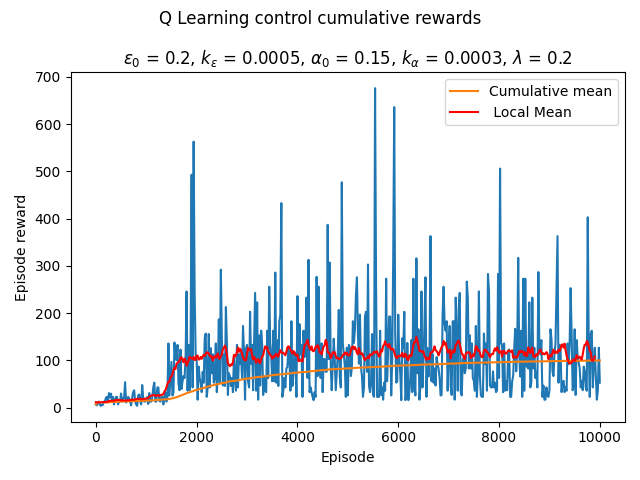 Q Learning control cumulative rewards
ε₀ = 0.2, kε = 0.0005, α₀ = 0.15, kα = 0.0003, λ = 0.2
700
600
500
400
300
200
100
0
Episode reward
Cumulative mean
Local Mean
0 2000 4000 6000 8000 10000
Episode